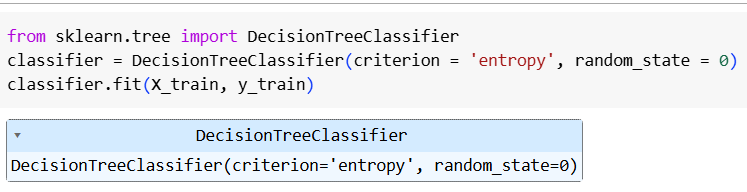 from sklearn.tree import DecisionTreeClassifier
classifier = DecisionTreeClassifier(criterion = 'entropy', random_state = 0)
classifier.fit(X_train, y_train)
DecisionTreeClassifier
DecisionTreeClassifier(criterion='entropy', random_state=0)